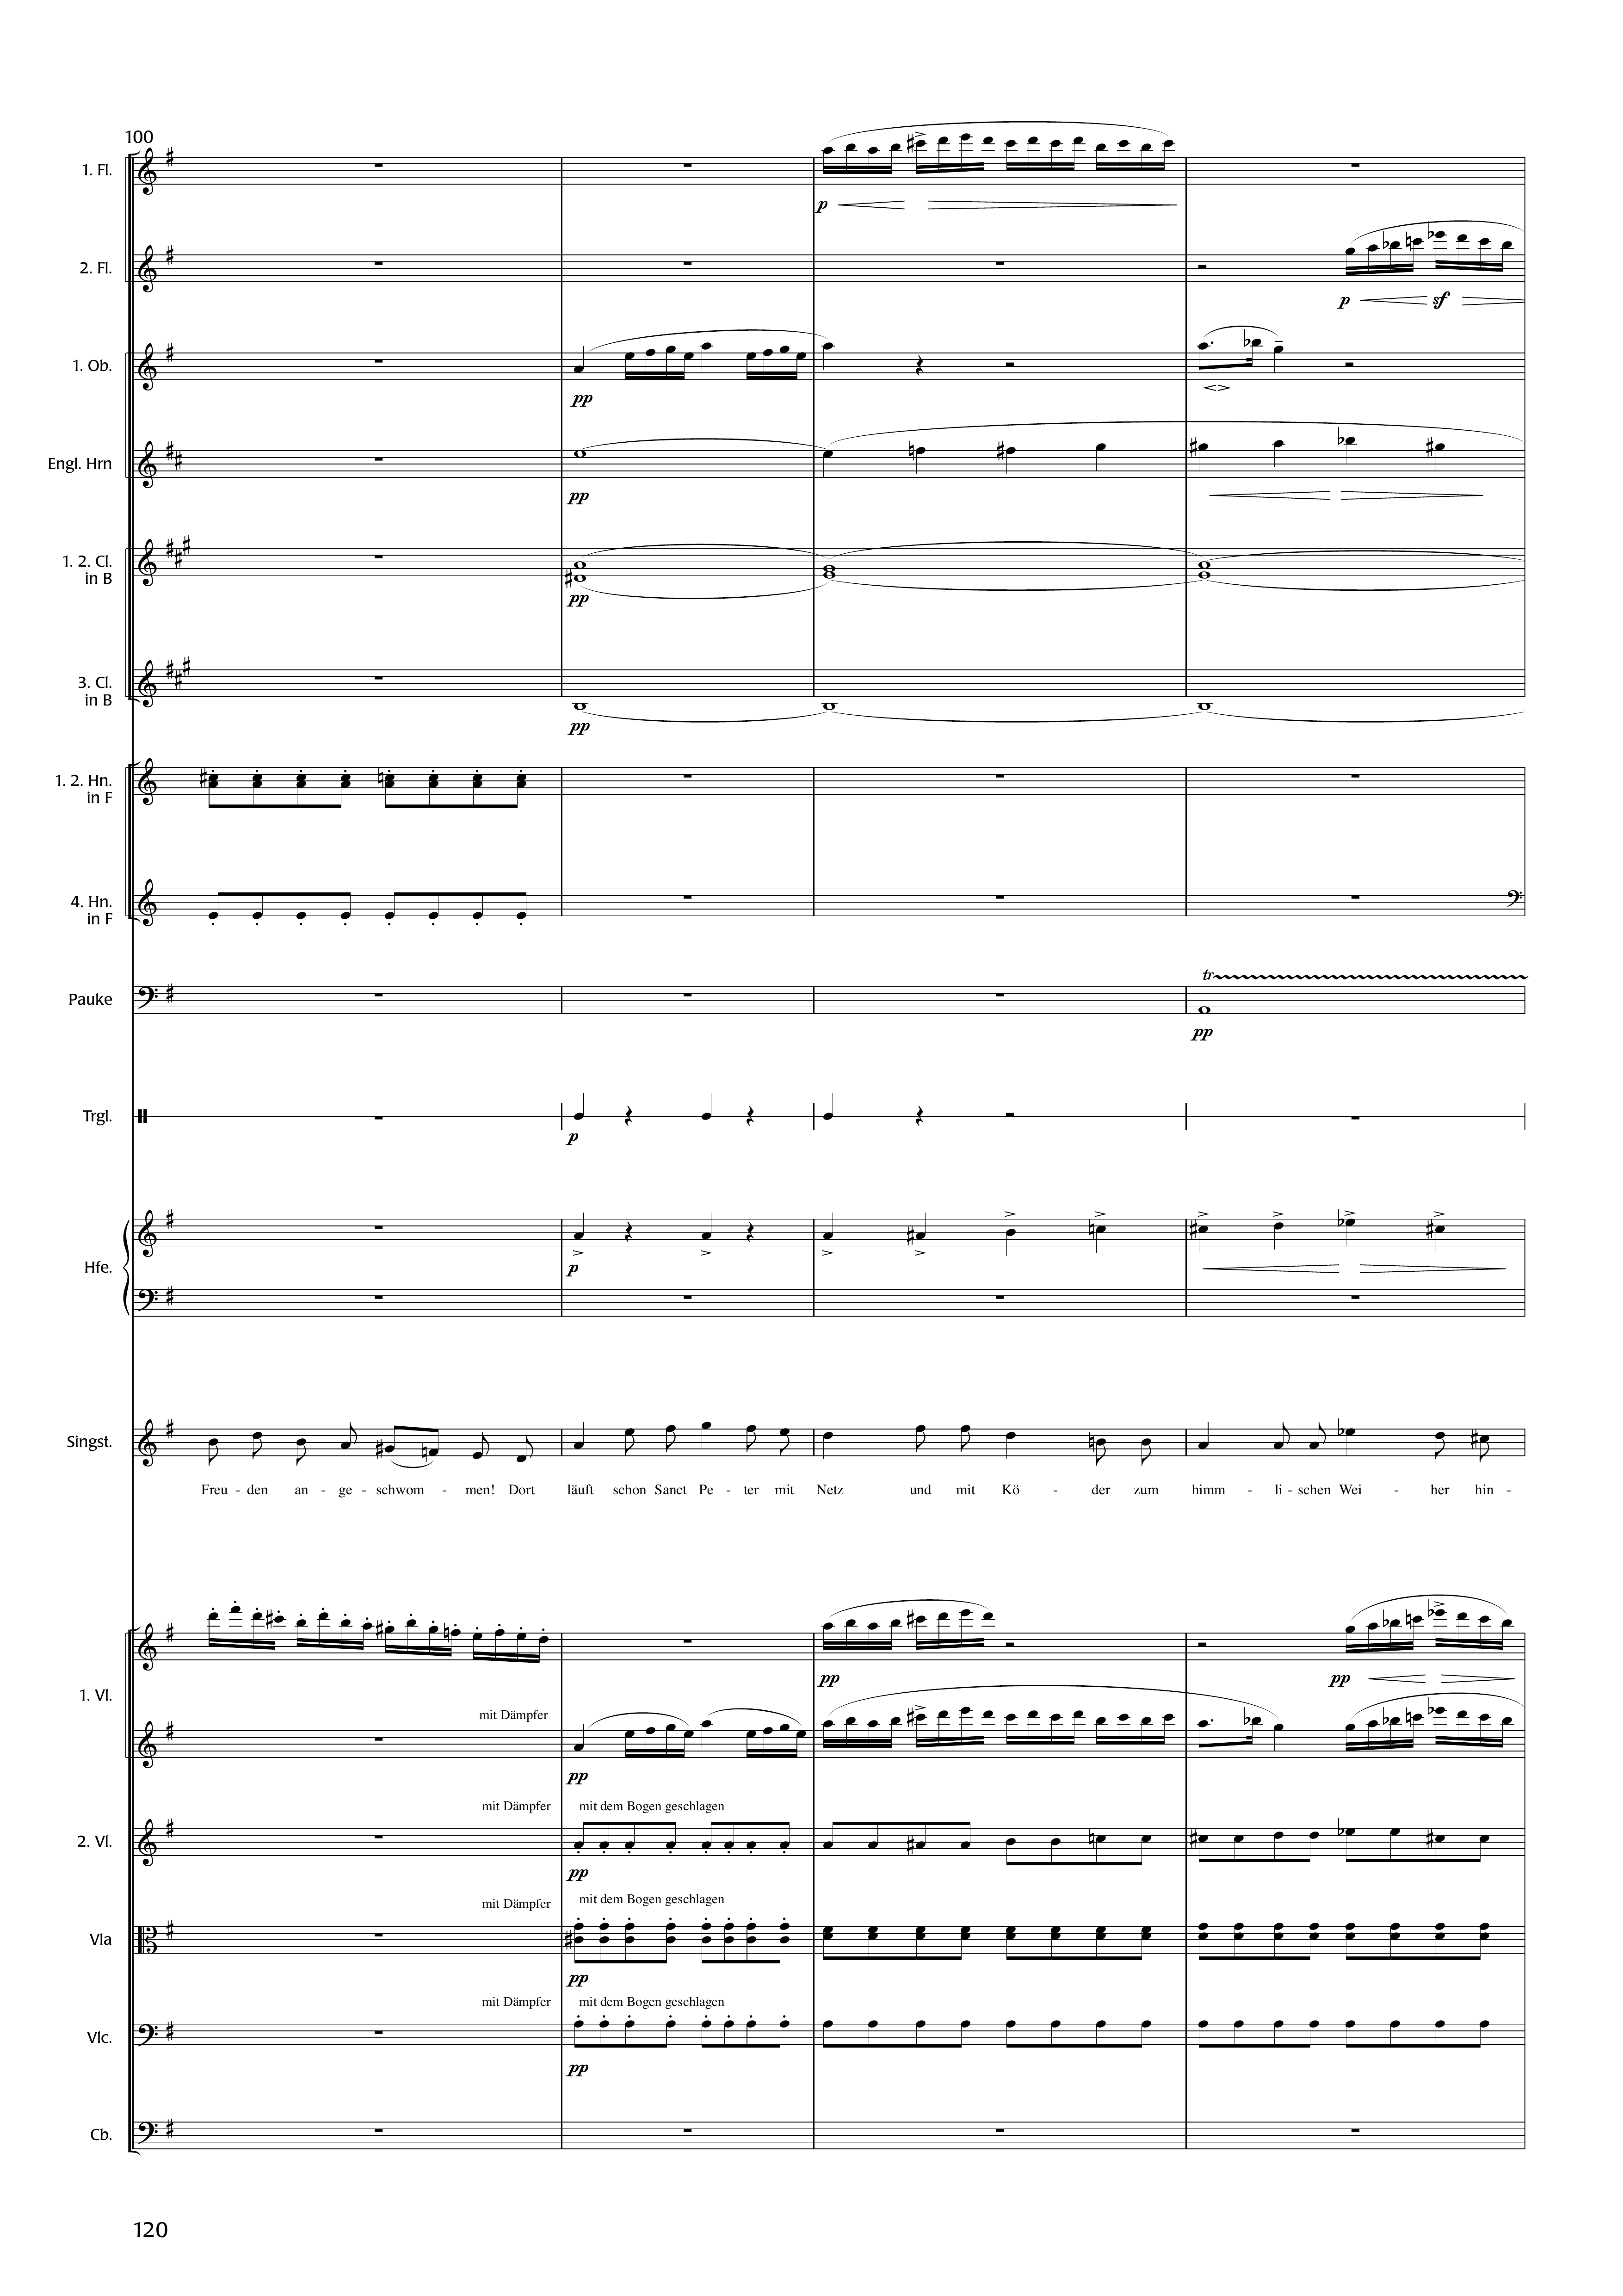 100
1. Fl.
p
2. Fl.
p sf
1. Ob.
pp
Engl. Hrn
pp
1. 2. Cl.
in B
pp
3. Cl.
in B
pp
1. 2. Hn.
in F
4. Hn.
in F
Pauke
tr
pp
Trgl.
p
Hfe.
p
Singst.
Freu - den an - ge - schwom - men! Dort läuft schon Sanct Pe - ter mit Netz und mit Kö - der zum himm - li - schen Wei - her hin -
pp pp
1. Vl.
mit Dämpfer
pp
mit Dämpfer mit dem Bogen geschlagen
2. Vl.
pp
mit Dämpfer mit dem Bogen geschlagen
Vla
pp
mit Dämpfer mit dem Bogen geschlagen
Vlc.
pp
Cb.
120